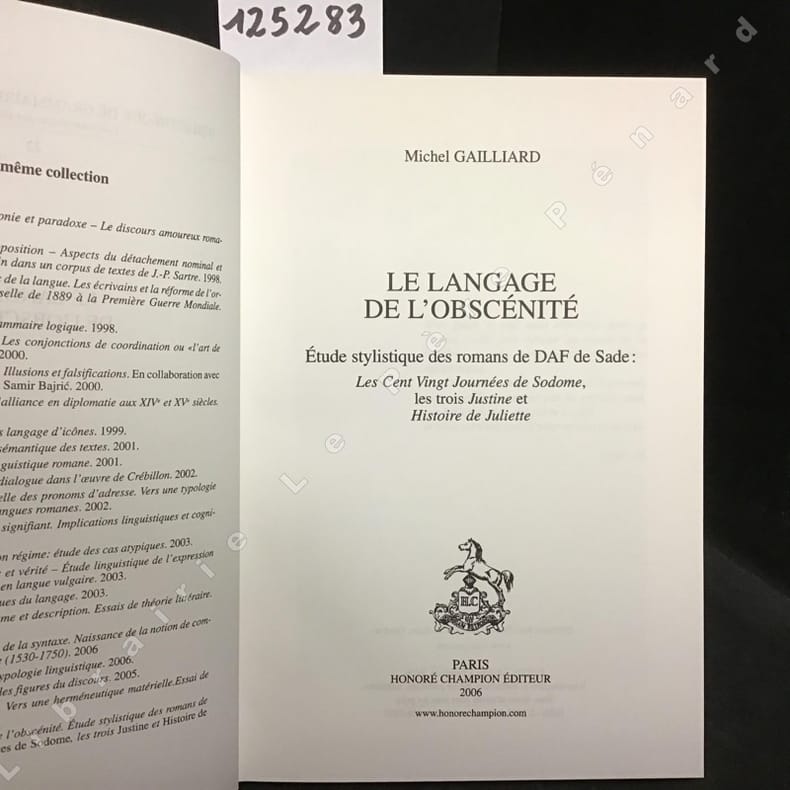 125283
même collection
onie et paradoxe – Le discours amoureux roma-
position – Aspects du détachement nominal et
n dans un corpus de textes de J.-P. Sartre. 1998.
de la langue. Les écrivains et la réforme de l'or-
selle de 1889 à la Première Guerre Mondiale.
ammaire logique. 1998.
Les conjonctions de coordination ou «l'art de
2000.
Illusions et falsifications. En collaboration avec
Samir Bajrić. 2000.
'alliance en diplomatie aux XIVe et XVe siècles.
s langage d'icônes. 1999.
sémantique des textes. 2001.
nguistique romane. 2001.
dialogue dans l'œuvre de Crébillon. 2002.
elle des pronoms d'adresse. Vers une typologie
angues romanes. 2002.
signifiant. Implications linguistiques et cogni-
on régime: étude des cas atypiques. 2003.
et vérité – Étude linguistique de l'expression
en langue vulgaire. 2003.
ues du langage. 2003.
me et description. Essais de théorie littéraire.
de la syntaxe. Naissance de la notion de com-
(1530-1750). 2006
ypologie linguistique. 2006.
les figures du discours. 2005.
Vers une herméneutique matérielle. Essai de
e l'obscénité. Étude stylistique des romans de
es de Sodome, les trois Justine et Histoire de
Michel GAILLIARD
LE LANGAGE
DE L'OBSCÉNITÉ
Étude stylistique des romans de DAF de Sade :
Les Cent Vingt Journées de Sodome,
les trois Justine et
Histoire de Juliette
HLC
PARIS
HONORÉ CHAMPION ÉDITEUR
2006
www.honorechampion.com
Librairie Le Père Pénard